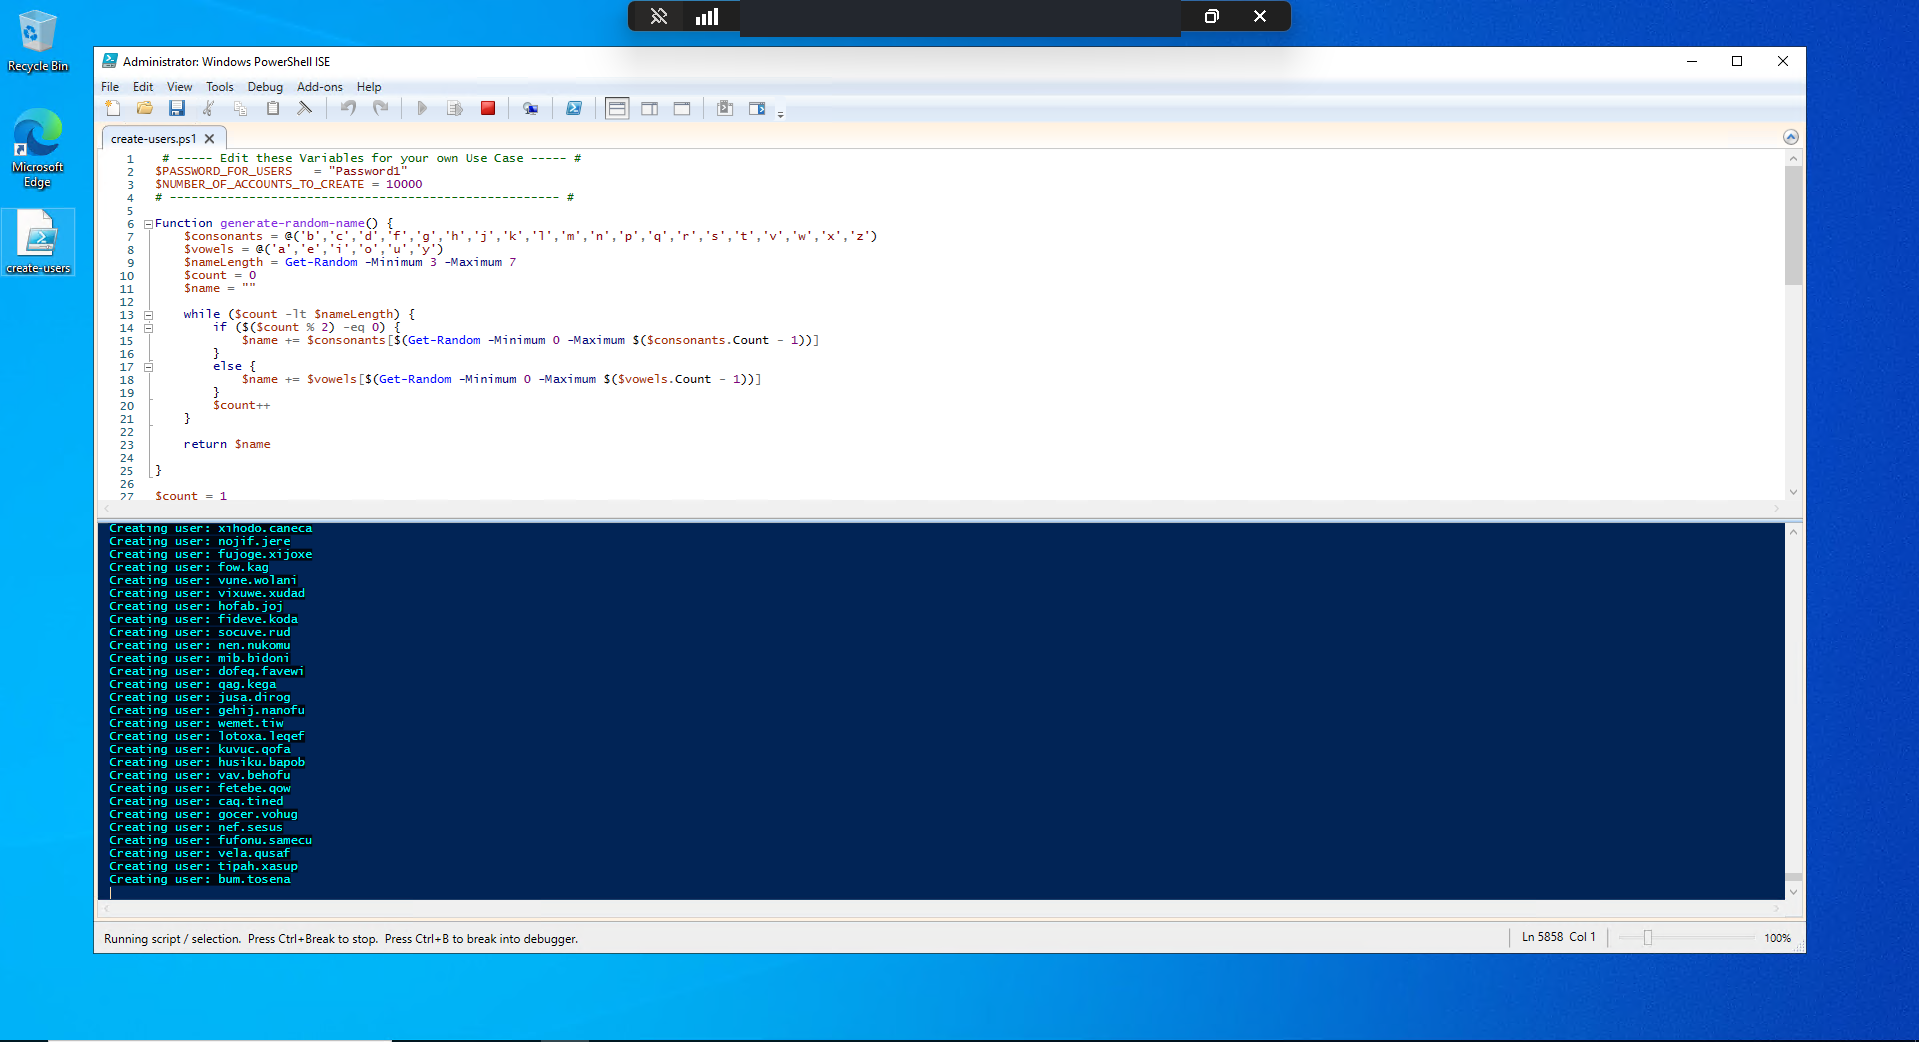 Recycle Bin
Microsoft
Edge
create-users
Administrator: Windows PowerShell ISE
File Edit View Tools Debug Add-ons Help
create-users.ps1
1 # ----- Edit these Variables for your own Use Case ----- #
2 $PASSWORD_FOR_USERS   = "Password1"
3 $NUMBER_OF_ACCOUNTS_TO_CREATE = 10000
4 # ------------------------------------------------------ #
5
6 Function generate-random-name() {
7     $consonants = @('b','c','d','f','g','h','j','k','l','m','n','p','q','r','s','t','v','w','x','z')
8     $vowels = @('a','e','i','o','u','y')
9     $nameLength = Get-Random -Minimum 3 -Maximum 7
10     $count = 0
11     $name = ""
12
13     while ($count -lt $nameLength) {
14         if ($($count % 2) -eq 0) {
15             $name += $consonants[$(Get-Random -Minimum 0 -Maximum $($consonants.Count - 1))]
16         }
17         else {
18             $name += $vowels[$(Get-Random -Minimum 0 -Maximum $($vowels.Count - 1))]
19         }
20         $count++
21     }
22
23     return $name
24
25 }
26
27 $count = 1
Creating user: xihodo.caneca
Creating user: nojif.jere
Creating user: fujoge.xijoxe
Creating user: fow.kag
Creating user: vune.wolani
Creating user: vixuwe.xudad
Creating user: hofab.joj
Creating user: fideve.koda
Creating user: socuve.rud
Creating user: nen.nukomu
Creating user: mib.bidoni
Creating user: dofeq.favewi
Creating user: qag.kega
Creating user: jusa.dirog
Creating user: gehij.nanofu
Creating user: wemet.tiw
Creating user: lotoxa.leqef
Creating user: kuvuc.qofa
Creating user: husiku.bapob
Creating user: vav.behofu
Creating user: fetebe.qow
Creating user: caq.tined
Creating user: gocer.vohug
Creating user: nef.sesus
Creating user: fufonu.samecu
Creating user: vela.qusaf
Creating user: tipah.xasup
Creating user: bum.tosena
Running script / selection.  Press Ctrl+Break to stop.  Press Ctrl+B to break into debugger.
Ln 5858  Col 1
100%